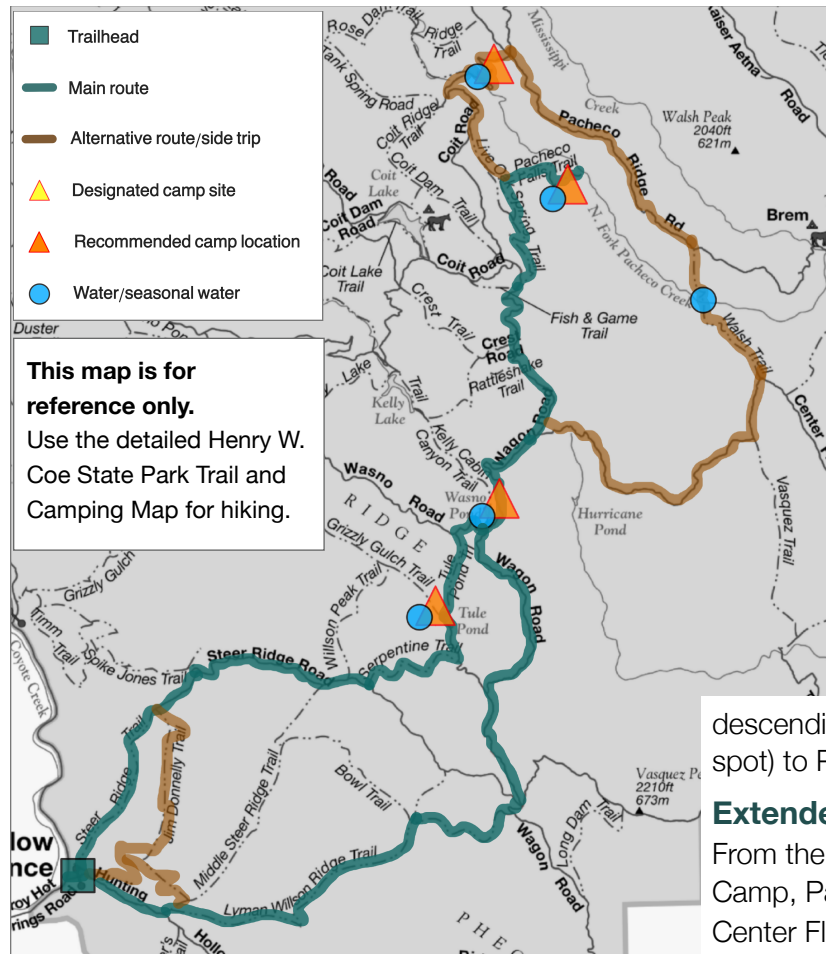 Trailhead
Main route
Alternative route/side trip
Designated camp site
Recommended camp location
Water/seasonal water
This map is for
reference only.
Use the detailed Henry W.
Coe State Park Trail and
Camping Map for hiking.
Rose Dam Trail
Ridge
Trail
Tank Spring Road
Coit Ridge
Trail
Coit Road
Mississippi
Creek
Kaiser Aetna
Road
Walsh Peak
2040ft
621m
Pacheco
Ridge
Rd
Live Oak
Spring
Trail
Pacheco
Falls Trail
Coit
Lake
Coit Dam
Trail
Road
Coit Dam
Road
N. Fork Pacheco Creek
Brem
Coit Lake
Trail
Coit Road
Fish & Game
Trail
Walsh Trail
Duster
Crest
Trail
Crest
Road
Rattlesnake
Trail
Lake
Trail
Kelly
Lake
Center
Kelly Cabin
Canyon Trail
Wagon Road
Wasno
Road
Wasno
Pond
RIDGE
Hurricane
Pond
Vasquez Trail
Grizzly Gulch Trail
Tule
Pond
Wagon
Road
Grizzly Gulch
Willson Peak Trail
Tule
Pond
Timm
Trail
Spike Jones Trail
Steer Ridge Road
Serpentine Trail
Coyote Creek
Steer
Ridge
Trail
Jim Donnelly Trail
Middle Steer Ridge Trail
Bowl Trail
Vasquez
2210ft
673m
Long Dam
Trail
Wagon
Road
low
nce
roy Hot
rings Road
Hunting
Lyman Willson Ridge Trail
Hollo
Trail
PHEG
descendi
spot) to P
Extende
From the
Camp, Pa
Center Fl